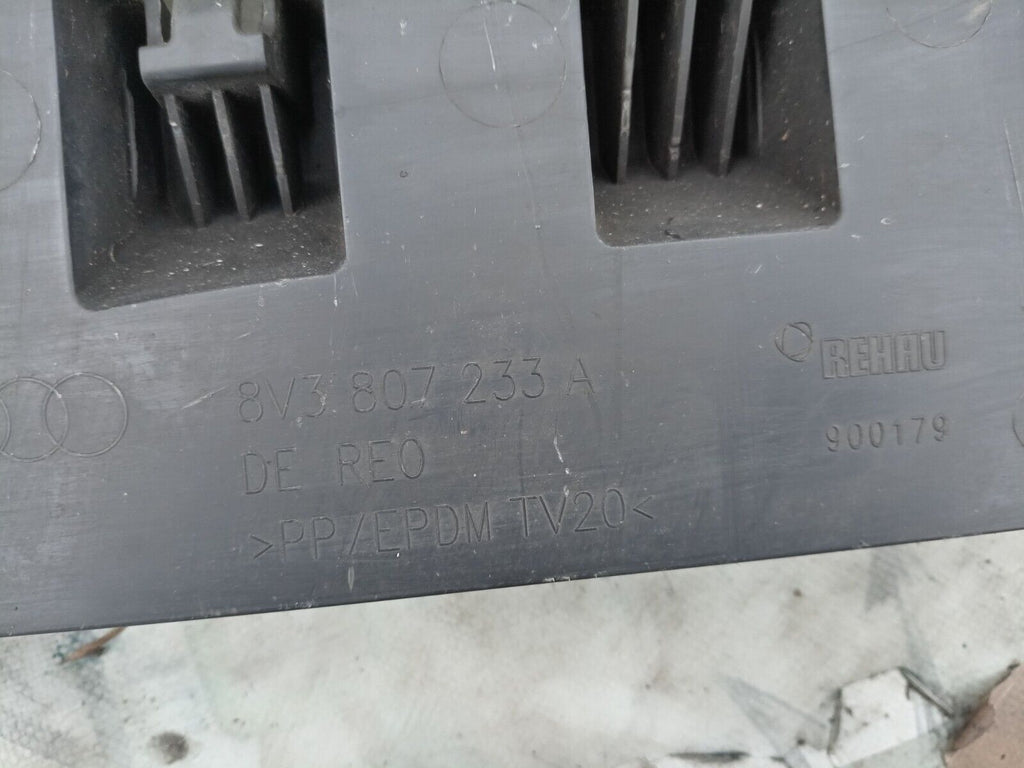 8V3 807 233 A
DE REO
>PP/EPDM TV20<
REHAU
900179